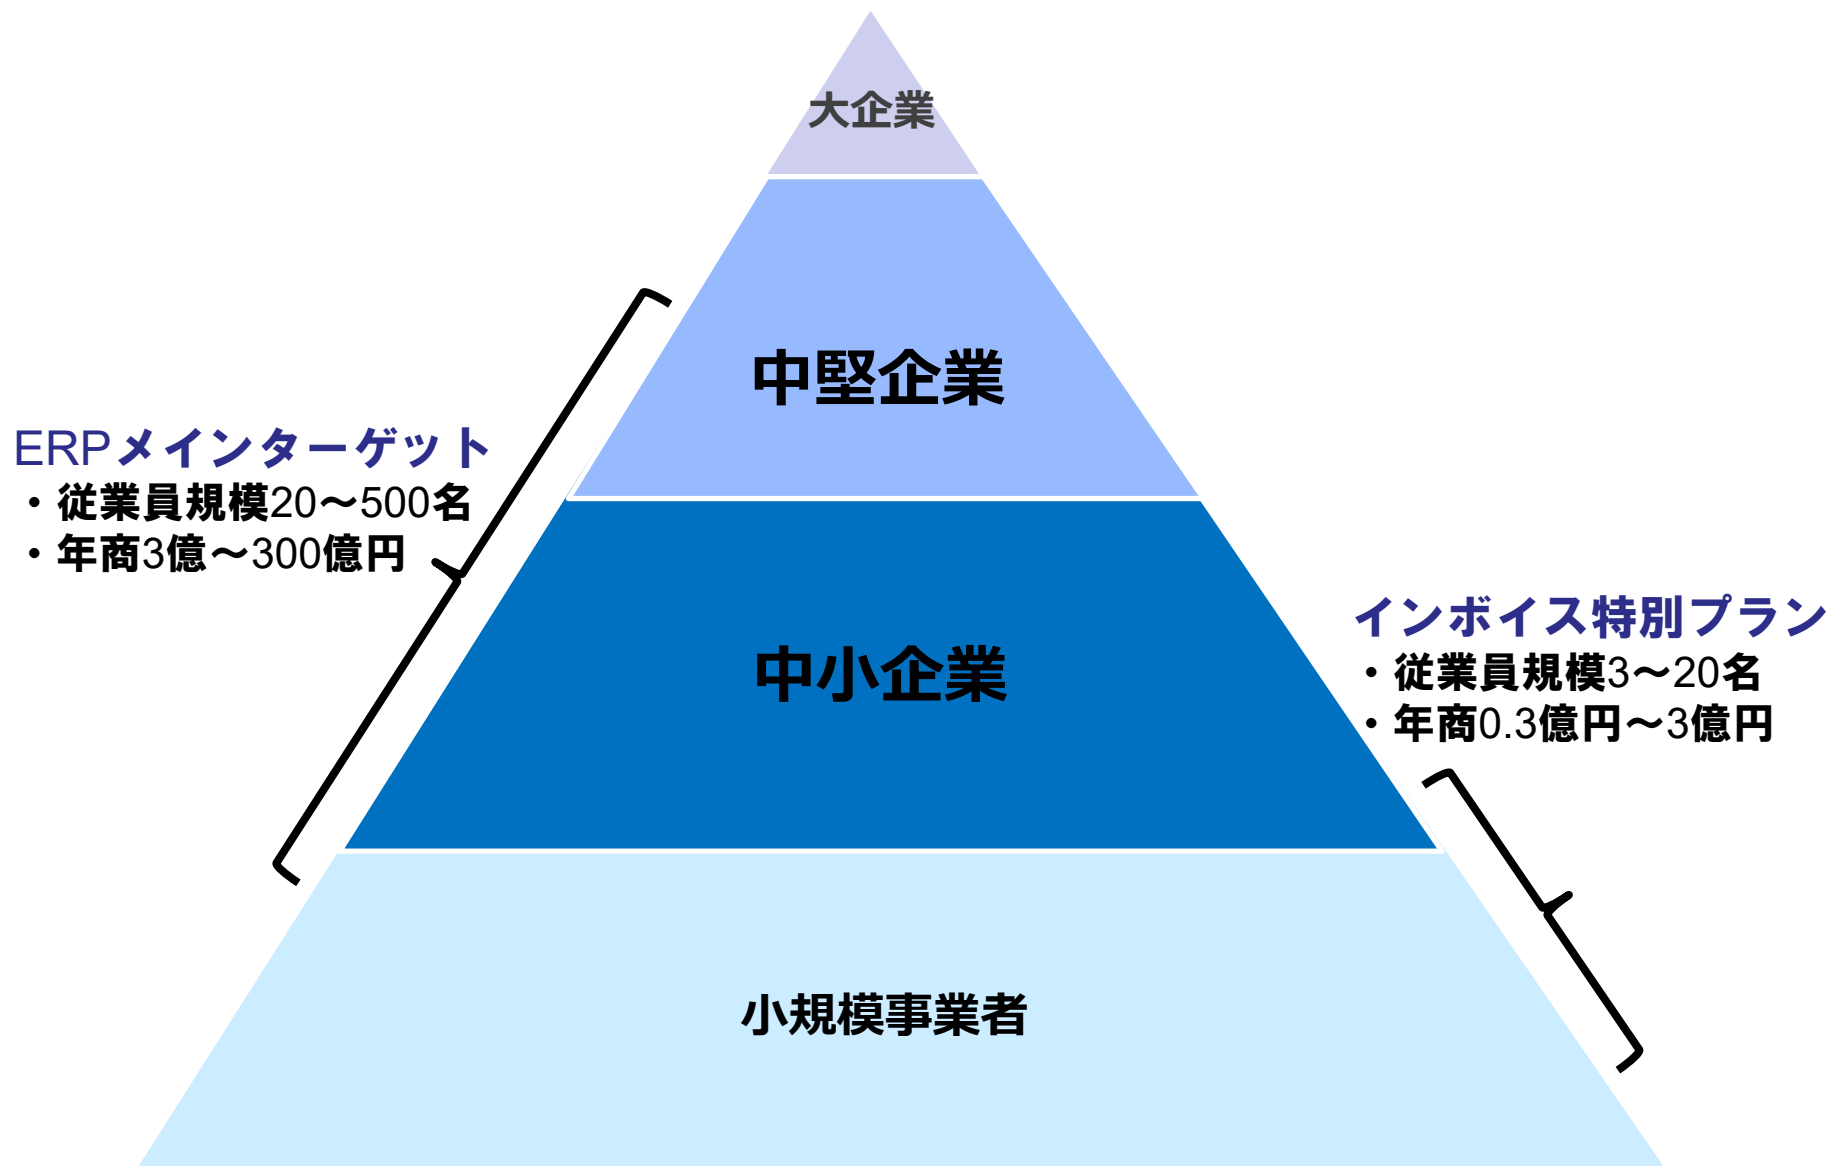 大企業
中堅企業
ERPメインターゲット
・従業員規模20～500名
・年商3億～300億円
中小企業
インボイス特別プラン
・従業員規模3～20名
・年商0.3億円～3億円
小規模事業者